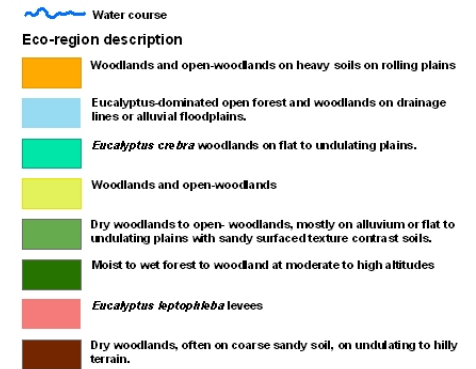 Water course
Eco-region description
Woodlands and open-woodlands on heavy soils on rolling plains
Eucalyptus-dominated open forest and woodlands on drainage
lines or alluvial floodplains.
Eucalyptus crebra woodlands on flat to undulating plains.
Woodlands and open-woodlands
Dry woodlands to open- woodlands, mostly on alluvium or flat to
undulating plains with sandy surfaced texture contrast soils.
Moist to wet forest to woodland at moderate to high altitudes
Eucalyptus leptophleba levees
Dry woodlands, often on coarse sandy soil, on undulating to hilly
terrain.